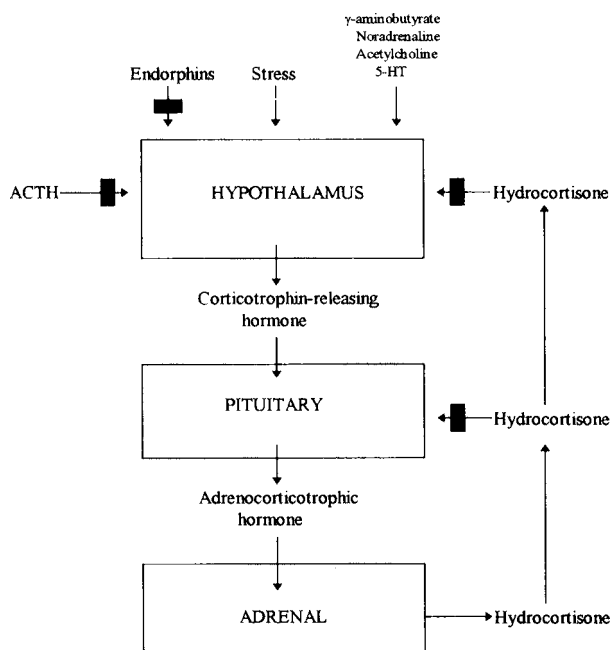 γ-aminobutyrate
Noradrenaline
Acetylcholine
5-HT
Endorphins
Stress
ACTH
HYPOTHALAMUS
Hydrocortisone
Corticotrophin-releasing
hormone
PITUITARY
Hydrocortisone
Adrenocorticotrophic
hormone
ADRENAL
Hydrocortisone